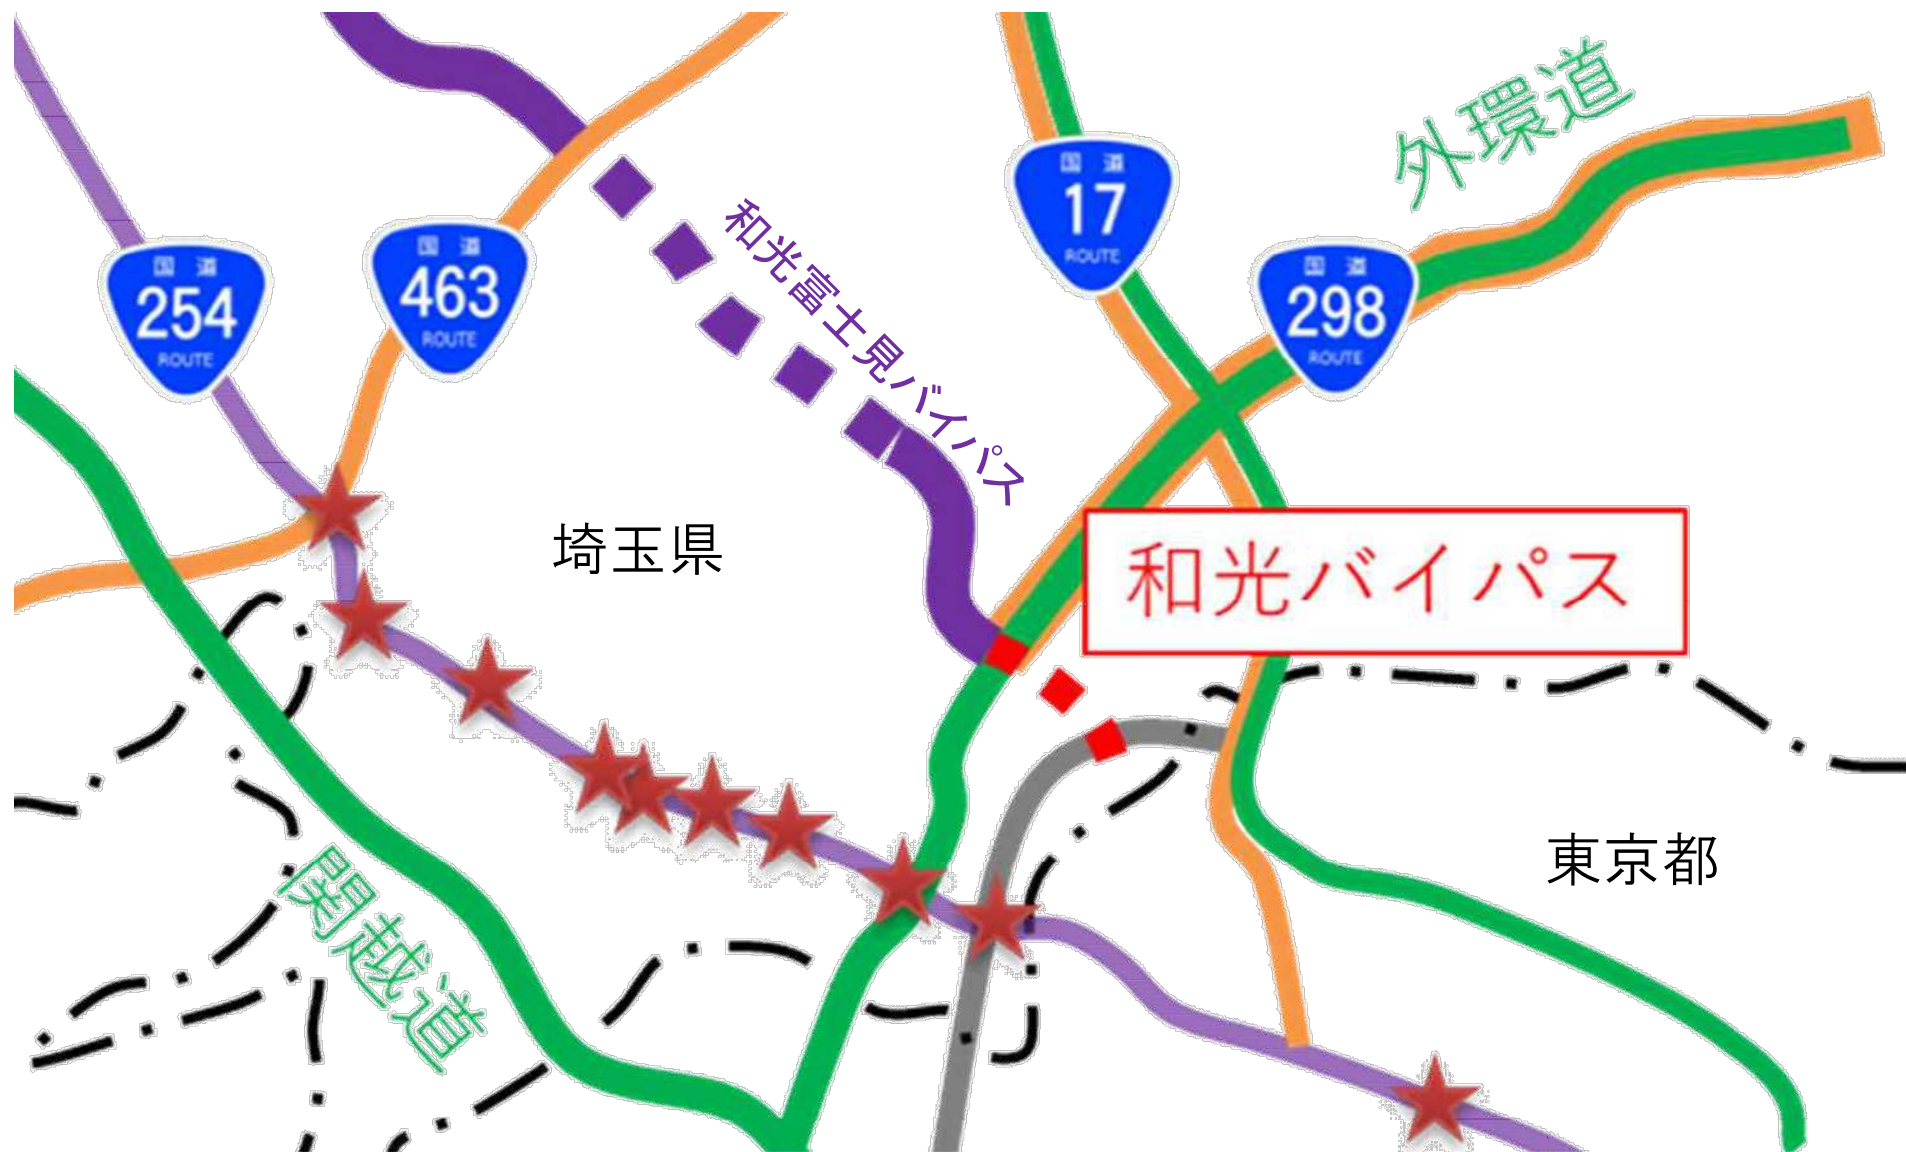 外環道
国道
17
ROUTE
和光富士見バイパス
国道
463
ROUTE
国道
254
ROUTE
国道
298
ROUTE
埼玉県
和光バイパス
東京都
関越道